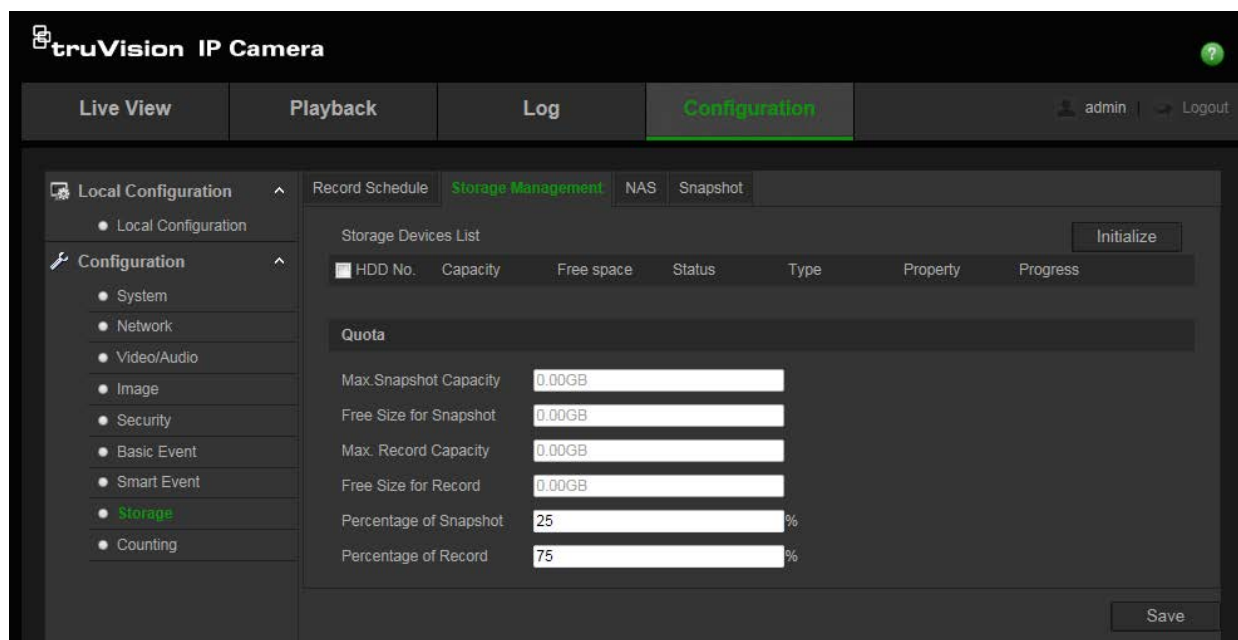 truVision IP Camera
?
Live View Playback Log Configuration admin Logout
Local Configuration
Local Configuration
Configuration
System
Network
Video/Audio
Image
Security
Basic Event
Smart Event
Storage
Counting
Record Schedule Storage Management NAS Snapshot
Storage Devices List Initialize
HDD No. Capacity Free space Status Type Property Progress
Quota
Max.Snapshot Capacity 0.00GB
Free Size for Snapshot 0.00GB
Max. Record Capacity 0.00GB
Free Size for Record 0.00GB
Percentage of Snapshot 25 %
Percentage of Record 75 %
Save